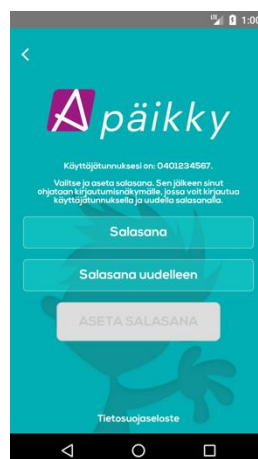 1:00
A päikky
Käyttöjötunnuksesi on: 0401234567.
Valitse ja aseta salasana. Sen jälkeen sinut
ohjataan kirjautumisnäkymälle, jossa voit kirjautua
käyttäjätunnuksella ja uudella salasanalla.
Salasana
Salasana uudelleen
ASETA SALASANA
Tietosuojaseloste